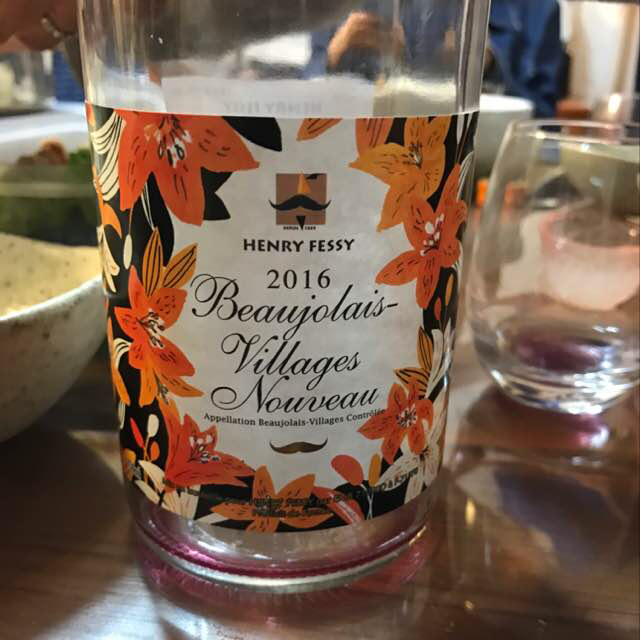 HENRY FESSY
2016
Beaujolais-
Villages
Nouveau
Appellation Beaujolais-Villages Contrôlée